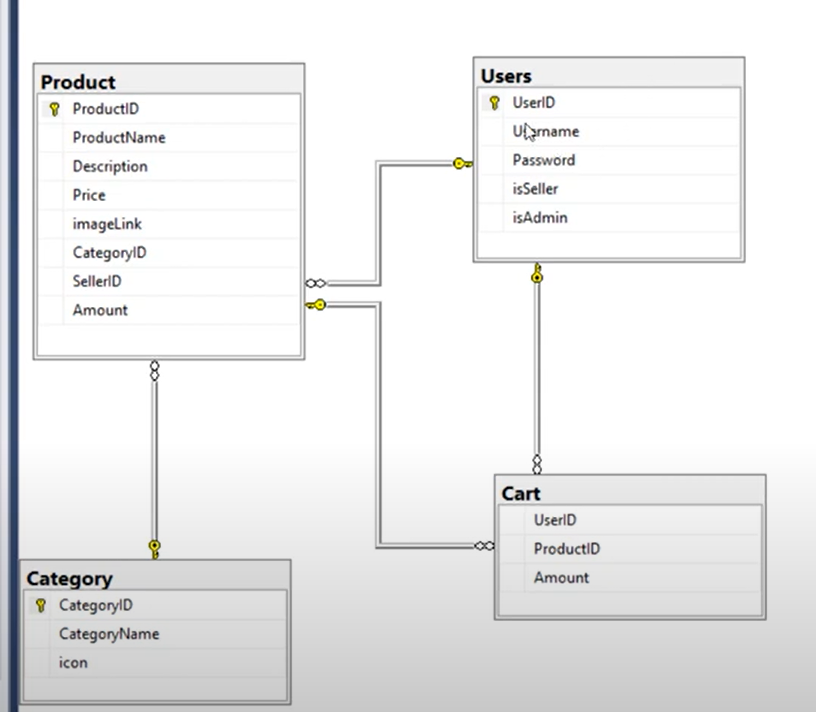 Product
ProductID
ProductName
Description
Price
imageLink
CategoryID
SellerID
Amount
Users
UserID
Username
Password
isSeller
isAdmin
Cart
UserID
ProductID
Amount
Category
CategoryID
CategoryName
icon